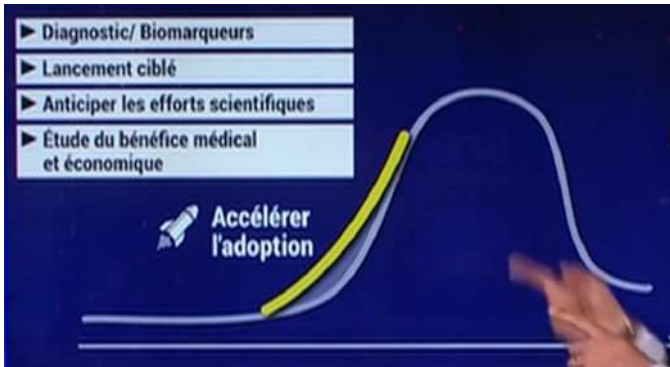 ► Diagnostic/ Biomarqueurs
► Lancement ciblé
► Anticiper les efforts scientifiques
► Étude du bénéfice médical
et économique
Accélérer
l'adoption